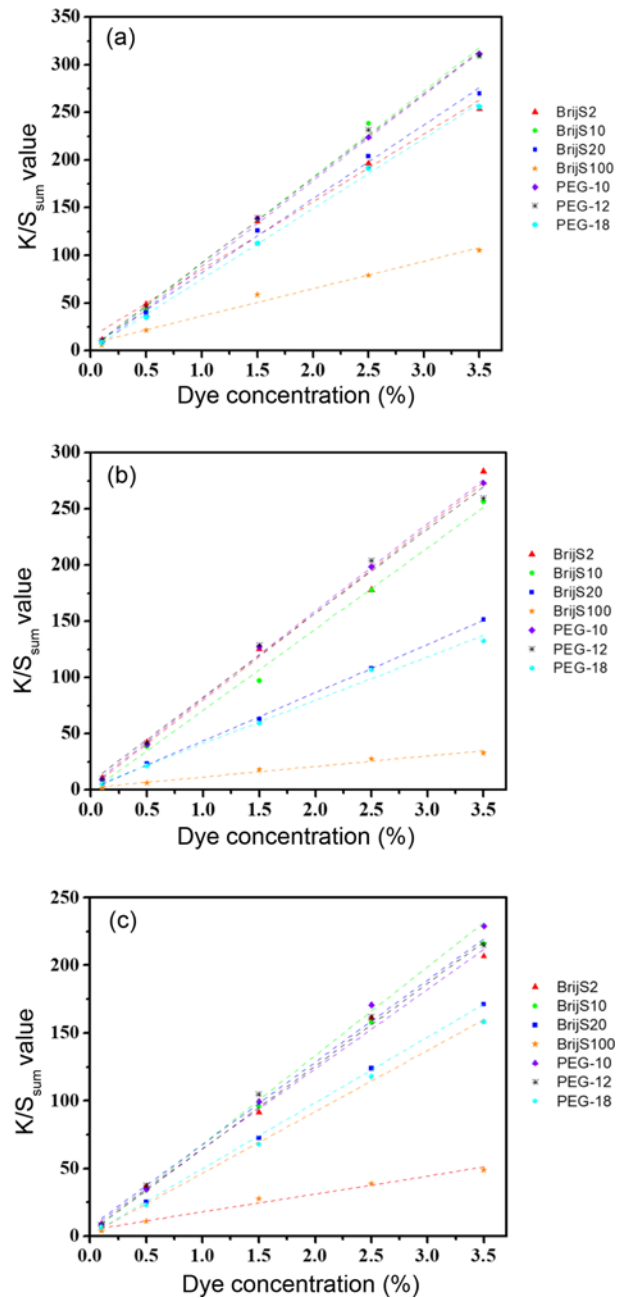 (a)
K/Ssum value
350
300
250
200
150
100
50
0
0.0 0.5 1.0 1.5 2.0 2.5 3.0 3.5
Dye concentration (%)
BrijS2
BrijS10
BrijS20
BrijS100
PEG-10
PEG-12
PEG-18
(b)
K/Ssum value
300
250
200
150
100
50
0
0.0 0.5 1.0 1.5 2.0 2.5 3.0 3.5
Dye concentration (%)
BrijS2
BrijS10
BrijS20
BrijS100
PEG-10
PEG-12
PEG-18
(c)
K/Ssum value
250
200
150
100
50
0
0.0 0.5 1.0 1.5 2.0 2.5 3.0 3.5
Dye concentration (%)
BrijS2
BrijS10
BrijS20
BrijS100
PEG-10
PEG-12
PEG-18